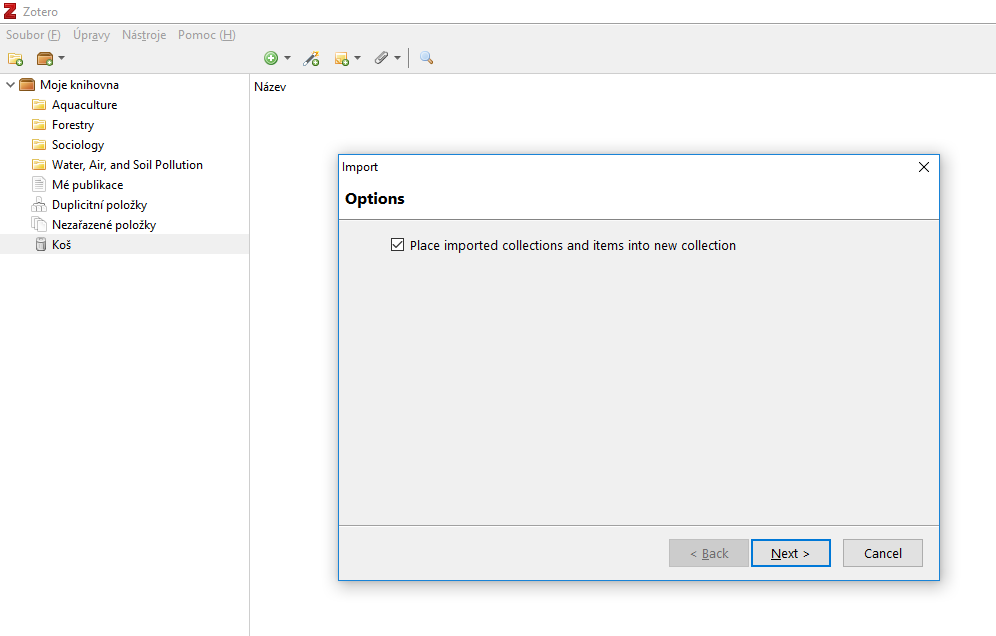 Zotero
Soubor (F) Úpravy Nástroje Pomoc (H)
Moje knihovna
Aquaculture
Forestry
Sociology
Water, Air, and Soil Pollution
Mé publikace
Duplicitní položky
Nezařazené položky
Koš
Název
Import
Options
Place imported collections and items into new collection
< Back Next > Cancel